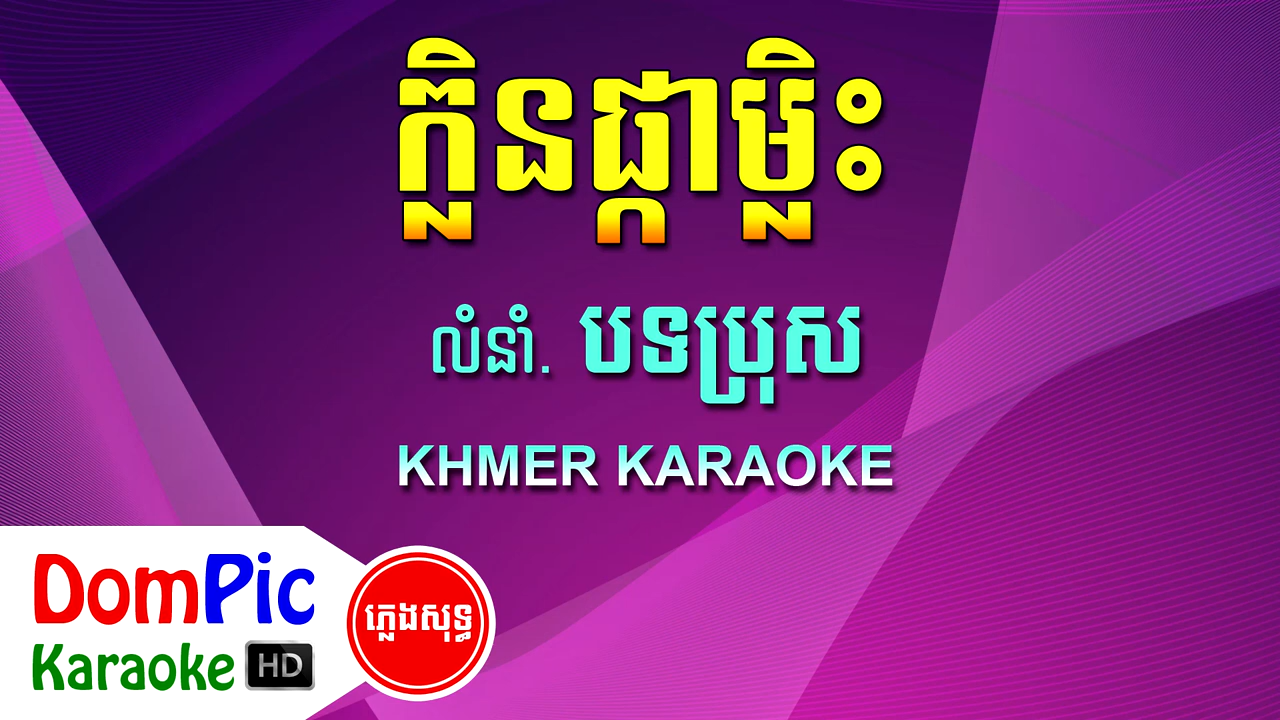 ក្លិនផ្កាម្លិះ
លំនាំ. បទប្រុស
KHMER KARAOKE
DomPic
Karaoke HD
ភ្លេងសុទ្ធ